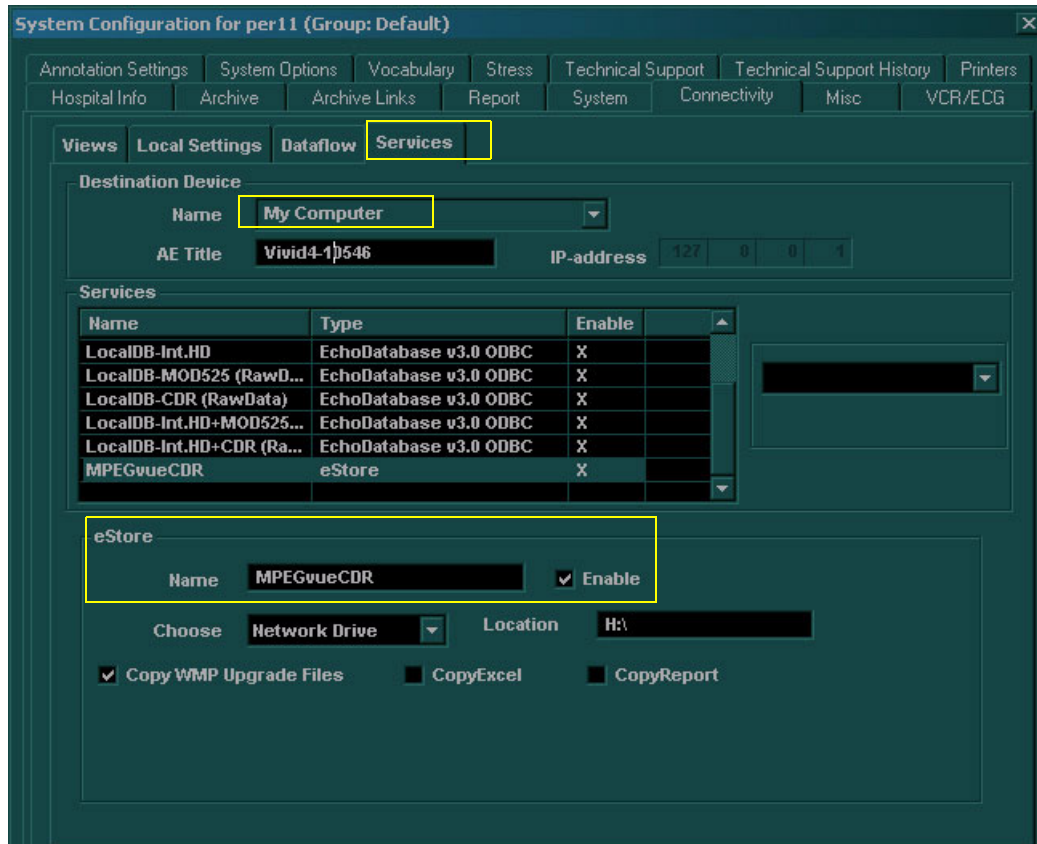 System Configuration for per11 (Group: Default)
Annotation Settings System Options Vocabulary Stress Technical Support Technical Support History Printers
Hospital Info Archive Archive Links Report System Connectivity Misc VCR/ECG
Views Local Settings Dataflow Services
Destination Device
Name My Computer
AE Title Vivid4-10546 IP-address 127 0 0 1
Services
Name Type Enable
LocalDB-Int.HD EchoDatabase v3.0 ODBC X
LocalDB-MOD525 (RawD... EchoDatabase v3.0 ODBC X
LocalDB-CDR (RawData) EchoDatabase v3.0 ODBC X
LocalDB-Int.HD+MOD525... EchoDatabase v3.0 ODBC X
LocalDB-Int.HD+CDR (Ra... EchoDatabase v3.0 ODBC X
MPEGvueCDR eStore X
eStore
Name MPEGvueCDR Enable
Choose Network Drive Location H:\
Copy WMP Upgrade Files CopyExcel CopyReport